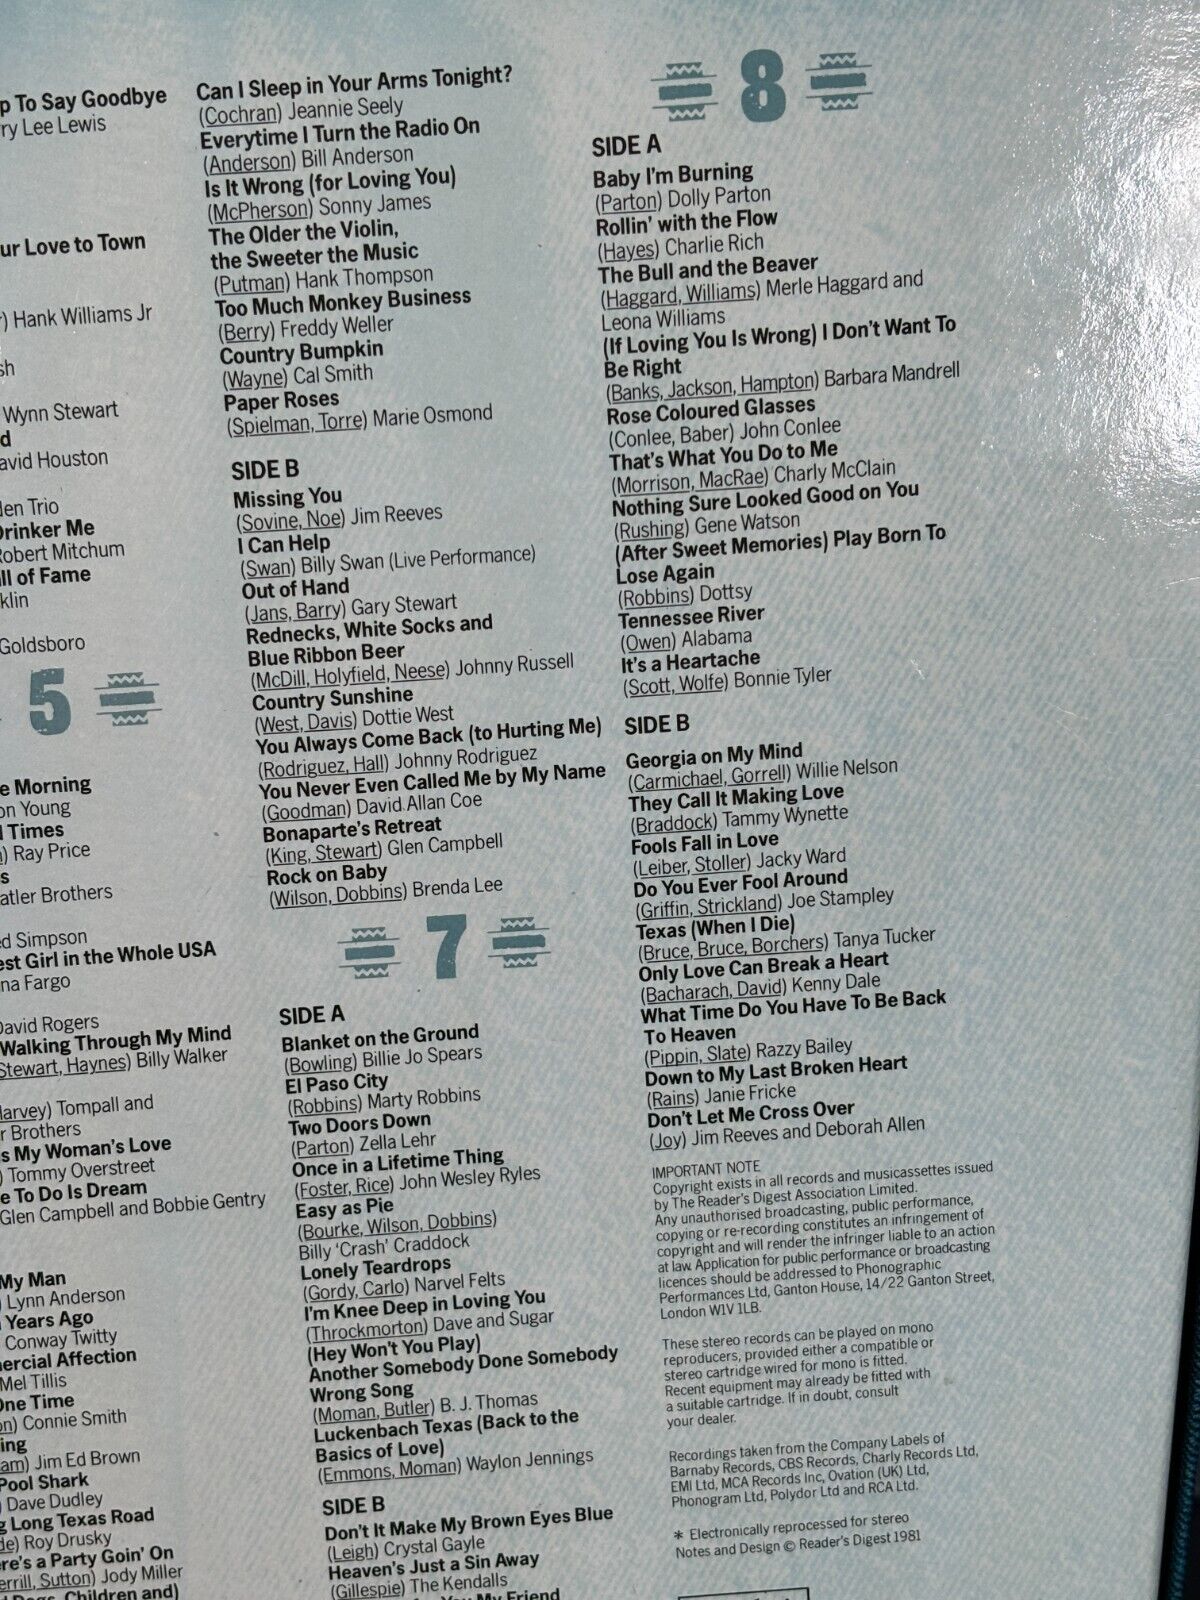 p To Say Goodbye
ry Lee Lewis
ur Love to Town
) Hank Williams Jr
sh
Wynn Stewart
d
avid Houston
den Trio
Drinker Me
Robert Mitchum
ll of Fame
klin
Goldsboro
5
e Morning
on Young
l Times
) Ray Price
s
atler Brothers
ed Simpson
est Girl in the Whole USA
na Fargo
David Rogers
Walking Through My Mind
Stewart, Haynes) Billy Walker
Harvey) Tompall and
r Brothers
s My Woman's Love
) Tommy Overstreet
e To Do Is Dream
Glen Campbell and Bobbie Gentry
My Man
) Lynn Anderson
Years Ago
Conway Twitty
mercial Affection
Mel Tillis
One Time
on) Connie Smith
ing
am) Jim Ed Brown
Pool Shark
) Dave Dudley
g Long Texas Road
de) Roy Drusky
ere's a Party Goin' On
errill, Sutton) Jody Miller
Dogs, Children and)
Can I Sleep in Your Arms Tonight?
(Cochran) Jeannie Seely
Everytime I Turn the Radio On
(Anderson) Bill Anderson
Is It Wrong (for Loving You)
(McPherson) Sonny James
The Older the Violin,
the Sweeter the Music
(Putman) Hank Thompson
Too Much Monkey Business
(Berry) Freddy Weller
Country Bumpkin
(Wayne) Cal Smith
Paper Roses
(Spielman, Torre) Marie Osmond
SIDE B
Missing You
(Sovine, Noe) Jim Reeves
I Can Help
(Swan) Billy Swan (Live Performance)
Out of Hand
(Jans, Barry) Gary Stewart
Rednecks, White Socks and
Blue Ribbon Beer
(McDill, Holyfield, Neese) Johnny Russell
Country Sunshine
(West, Davis) Dottie West
You Always Come Back (to Hurting Me)
(Rodriguez, Hall) Johnny Rodriguez
You Never Even Called Me by My Name
(Goodman) David Allan Coe
Bonaparte's Retreat
(King, Stewart) Glen Campbell
Rock on Baby
(Wilson, Dobbins) Brenda Lee
7
SIDE A
Blanket on the Ground
(Bowling) Billie Jo Spears
El Paso City
(Robbins) Marty Robbins
Two Doors Down
(Parton) Zella Lehr
Once in a Lifetime Thing
(Foster, Rice) John Wesley Ryles
Easy as Pie
(Bourke, Wilson, Dobbins)
Billy 'Crash' Craddock
Lonely Teardrops
(Gordy, Carlo) Narvel Felts
I'm Knee Deep in Loving You
(Throckmorton) Dave and Sugar
(Hey Won't You Play)
Another Somebody Done Somebody
Wrong Song
(Moman, Butler) B. J. Thomas
Luckenbach Texas (Back to the
Basics of Love)
(Emmons, Moman) Waylon Jennings
SIDE B
Don't It Make My Brown Eyes Blue
(Leigh) Crystal Gayle
Heaven's Just a Sin Away
(Gillespie) The Kendalls
You My Friend
8
SIDE A
Baby I'm Burning
(Parton) Dolly Parton
Rollin' with the Flow
(Hayes) Charlie Rich
The Bull and the Beaver
(Haggard, Williams) Merle Haggard and
Leona Williams
(If Loving You Is Wrong) I Don't Want To
Be Right
(Banks, Jackson, Hampton) Barbara Mandrell
Rose Coloured Glasses
(Conlee, Baber) John Conlee
That's What You Do to Me
(Morrison, MacRae) Charly McClain
Nothing Sure Looked Good on You
(Rushing) Gene Watson
(After Sweet Memories) Play Born To
Lose Again
(Robbins) Dottsy
Tennessee River
(Owen) Alabama
It's a Heartache
(Scott, Wolfe) Bonnie Tyler
SIDE B
Georgia on My Mind
(Carmichael, Gorrell) Willie Nelson
They Call It Making Love
(Braddock) Tammy Wynette
Fools Fall in Love
(Leiber, Stoller) Jacky Ward
Do You Ever Fool Around
(Griffin, Strickland) Joe Stampley
Texas (When I Die)
(Bruce, Bruce, Borchers) Tanya Tucker
Only Love Can Break a Heart
(Bacharach, David) Kenny Dale
What Time Do You Have To Be Back
To Heaven
(Pippin, Slate) Razzy Bailey
Down to My Last Broken Heart
(Rains) Janie Fricke
Don't Let Me Cross Over
(Joy) Jim Reeves and Deborah Allen
IMPORTANT NOTE
Copyright exists in all records and musicassettes issued
by The Reader's Digest Association Limited.
Any unauthorised broadcasting, public performance,
copying or re-recording constitutes an infringement of
copyright and will render the infringer liable to an action
at law. Application for public performance or broadcasting
licences should be addressed to Phonographic
Performances Ltd, Ganton House, 14/22 Ganton Street,
London W1V 1LB.
These stereo records can be played on mono
reproducers, provided either a compatible or
stereo cartridge wired for mono is fitted.
Recent equipment may already be fitted with
a suitable cartridge. If in doubt, consult
your dealer.
Recordings taken from the Company Labels of
Barnaby Records, CBS Records, Charly Records Ltd,
EMI Ltd, MCA Records Inc, Ovation (UK) Ltd,
Phonogram Ltd, Polydor Ltd and RCA Ltd.
* Electronically reprocessed for stereo
Notes and Design © Reader's Digest 1981